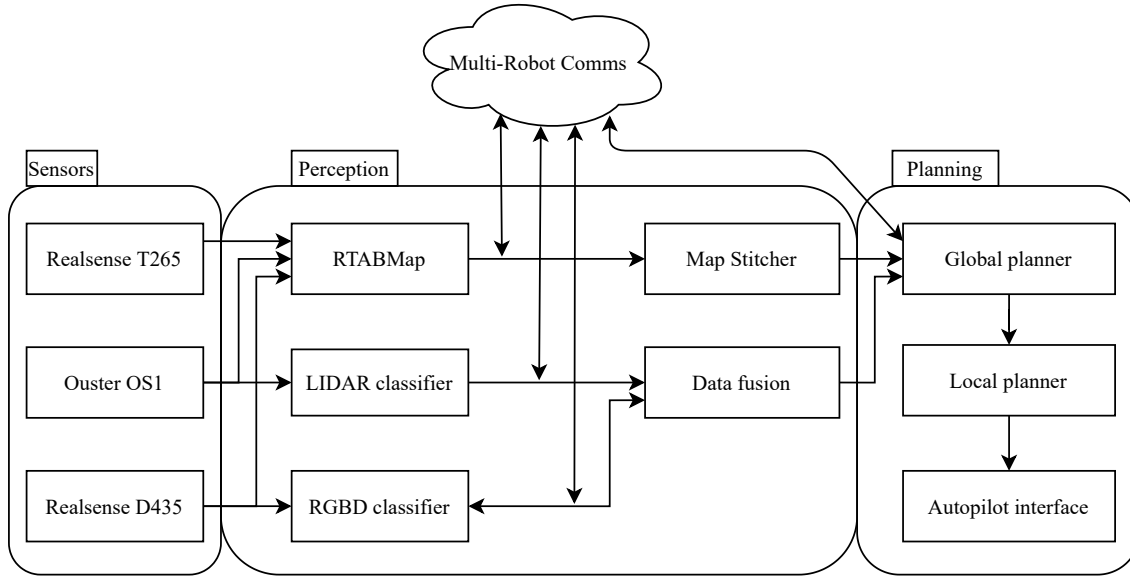 Multi-Robot Comms
Sensors
Perception
Planning
Realsense T265
RTABMap
Map Stitcher
Global planner
Ouster OS1
LIDAR classifier
Data fusion
Local planner
Realsense D435
RGBD classifier
Autopilot interface